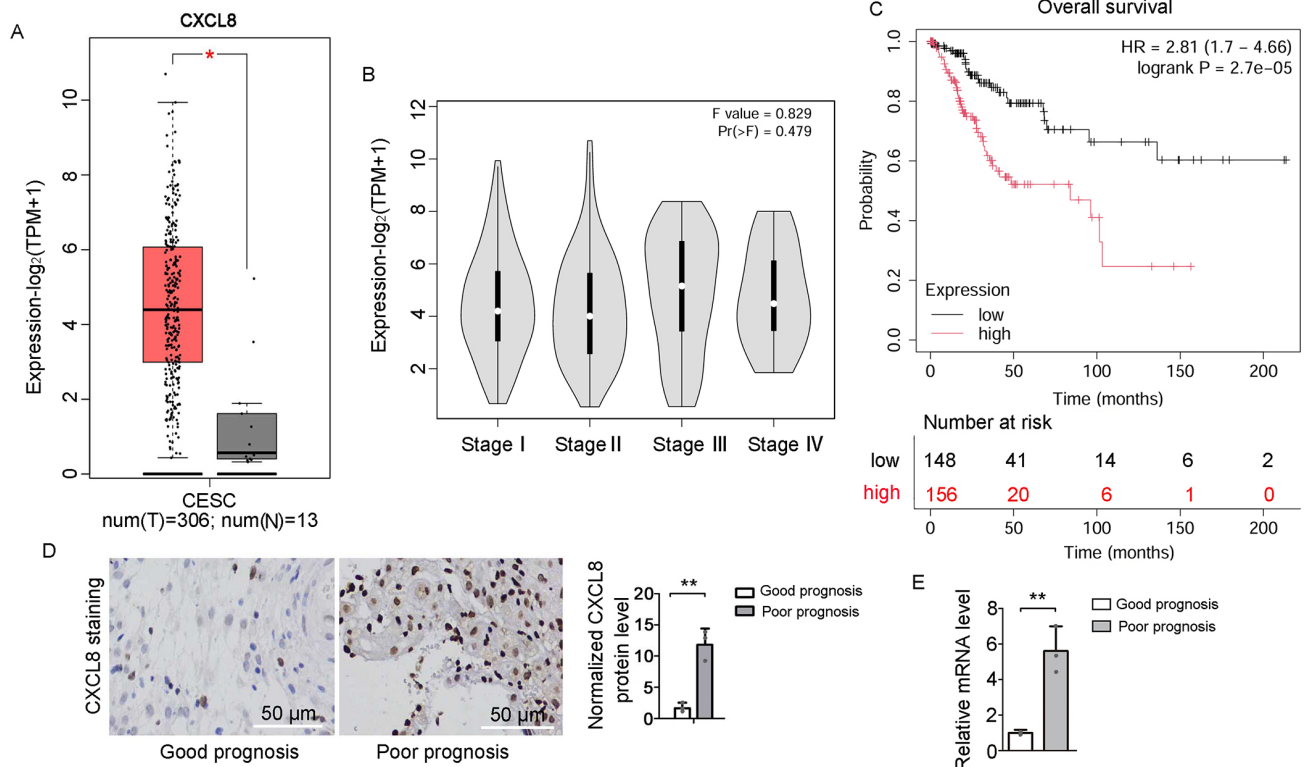 A
CXCL8
*
Expression-log₂(TPM+1)
10
8
6
4
2
0
CESC
num(T)=306; num(N)=13
B
F value = 0.829
Pr(>F) = 0.479
Expression-log₂(TPM+1)
12
10
8
6
4
2
Stage I
Stage II
Stage III
Stage IV
C
Overall survival
HR = 2.81 (1.7 − 4.66)
logrank P = 2.7e−05
Probability
1.0
0.8
0.6
0.4
0.2
0.0
Expression
low
high
0 50 100 150 200
Time (months)
Number at risk
low 148 41 14 6 2
high 156 20 6 1 0
0 50 100 150 200
Time (months)
D
CXCL8 staining
50 μm
50 μm
Good prognosis
Poor prognosis
Normalized CXCL8
protein level
20
15
10
5
0
**
Good prognosis
Poor prognosis
E
Relative mRNA level
8
6
4
2
0
**
Good prognosis
Poor prognosis